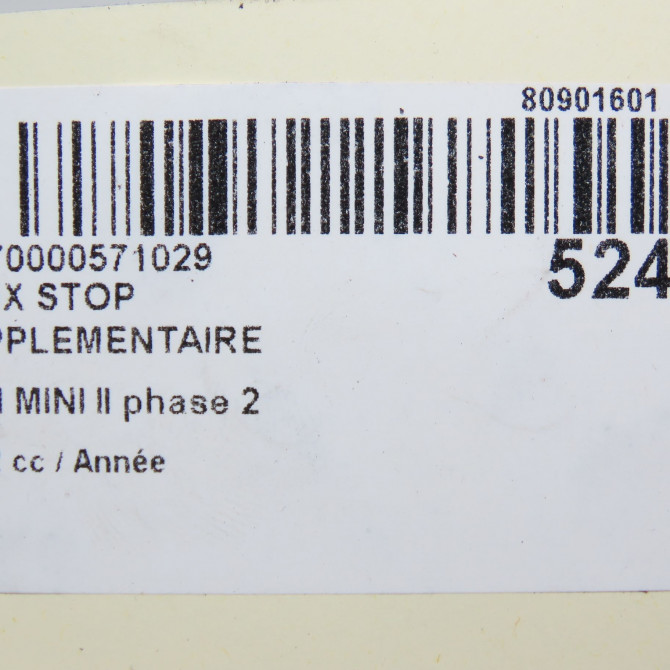 80901601
70000571029
524
X STOP
PPLEMENTAIRE
MINI II phase 2
cc / Année